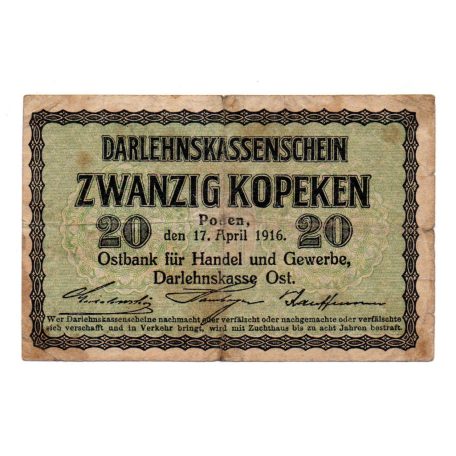 DARLEHNSKASSENSCHEIN
ZWANZIG KOPEKEN
20 Posen, 20
den 17. April 1916.
Ostbank für Handel und Gewerbe,
Darlehnskasse Ost.
Wer Darlehnskassenscheine nachmacht oder verfälscht oder nachgemachte oder verfälschte
sich verschafft und in Verkehr bringt, wird mit Zuchthaus bis zu acht Jahren bestraft.